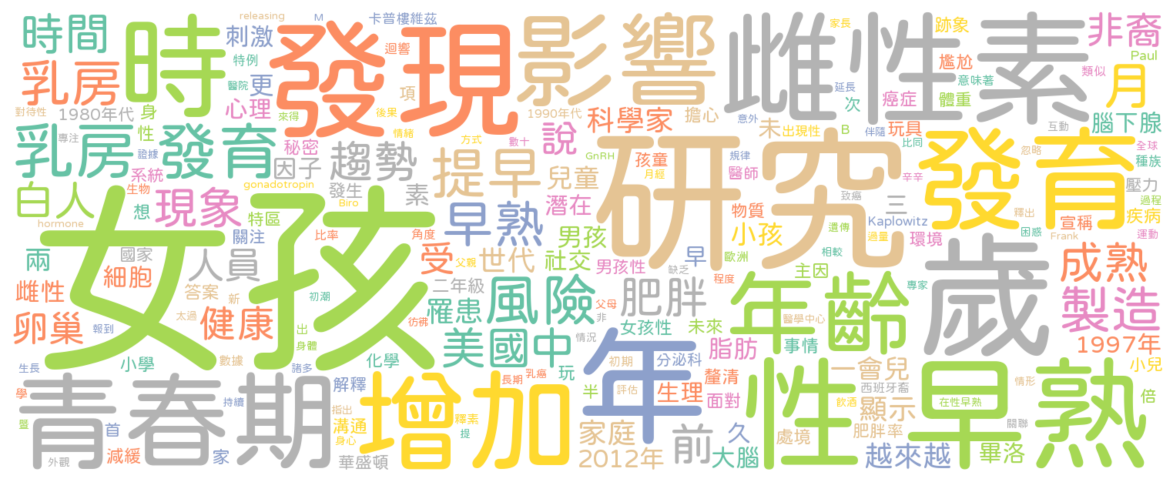 時間
時
刺激
發現
迴響
卡普樓維茲
M
releasing
影響
家長
跡象
雌性素
非裔
Paul
乳房
特例
尷尬
意味著
類似
月
1980年代
身
更
醫院
心理
來得
項
後果
1990年代
擔心
延長
癌症
體重
對待性
乳房
發育
專注
性
證據
秘密
情緒
方式
數十
說
科學家
次
未
出現性
意外
B
伴隨
玩具
比同
互動
腦下腺
全球
種族
趨勢
提早
GnRH
孩童
月經
規律
醫師
辛辛
發育
忽略
系統
因子
gonadotropin
兒童
研究
致癌
壓力
白人
生物
想
現象
發生
素
Biro
早熟
潛在
物質
三
遺傳
Kaplowitz
過量
宣稱
疾病
過程
釋出
hormone
特區
比率
角度
男孩
小孩
歐洲
環境
困惑
Frank
運動
女孩
關注
兩
國家
人員
受
父親
世代
社交
男孩性
早
相較
歲
成熟
細胞
答案
新
初潮
二年級
缺乏
程度
主因
專家
雌性
卵巢
太過
健康
罹患
風險
彷彿
父母
非
肥胖
年齡
製造
報到
出
身體
美國中
女孩性
未來
醫學中心
1997年
小學
數據
諸多
化學
情況
年
脂肪
事情
生長
青春期
解釋
增加
長期
乳癌
玩
初期
分泌科
一會兒
西班牙裔
情形
小兒
學
持續
指出
溝通
釋素
半
評估
生理
釐清
面對
性早熟
飲酒
顯示
在性早熟
倍
醫
首
身心
提
家庭
前
久
處境
肥胖率
關聯
外觀
減緩
家
華盛頓
2012年
大腦
越來越
畢洛